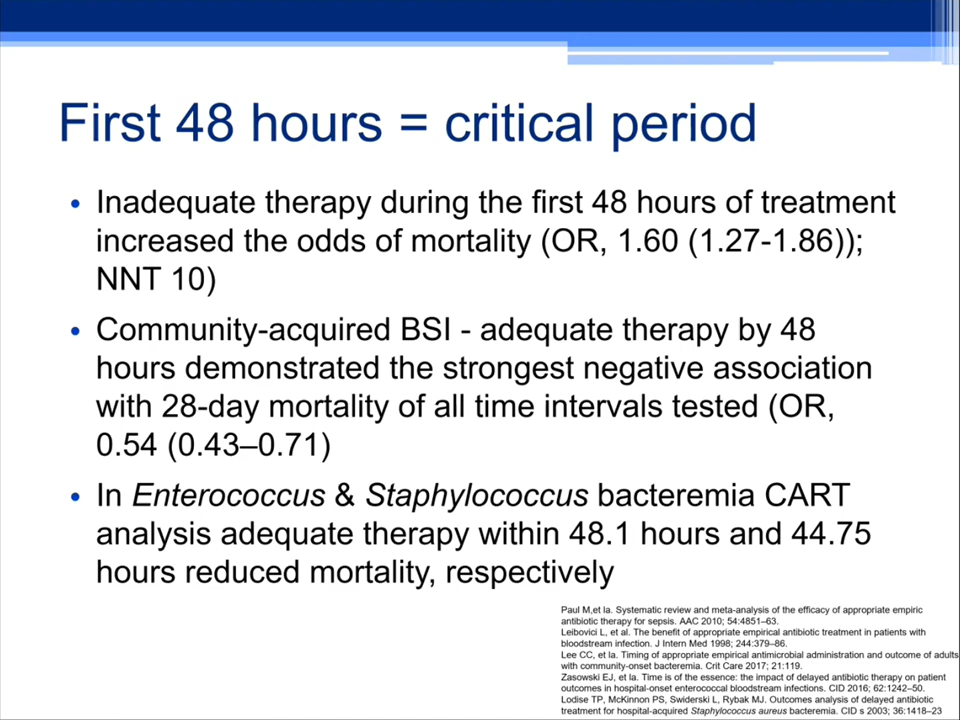 First 48 hours = critical period
• Inadequate therapy during the first 48 hours of treatment
increased the odds of mortality (OR, 1.60 (1.27-1.86));
NNT 10)
• Community-acquired BSI - adequate therapy by 48
hours demonstrated the strongest negative association
with 28-day mortality of all time intervals tested (OR,
0.54 (0.43–0.71)
• In Enterococcus & Staphylococcus bacteremia CART
analysis adequate therapy within 48.1 hours and 44.75
hours reduced mortality, respectively
Paul M,et la. Systematic review and meta-analysis of the efficacy of appropriate empiric
antibiotic therapy for sepsis. AAC 2010; 54:4851–63.
Leibovici L, et al. The benefit of appropriate empirical antibiotic treatment in patients with
bloodstream infection. J Intern Med 1998; 244:379–86.
Lee CC, et la. Timing of appropriate empirical antimicrobial administration and outcome of adults
with community-onset bacteremia. Crit Care 2017; 21:119.
Zasowski EJ, et la. Time is of the essence: the impact of delayed antibiotic therapy on patient
outcomes in hospital-onset enterococcal bloodstream infections. CID 2016; 62:1242–50.
Lodise TP, McKinnon PS, Swiderski L, Rybak MJ. Outcomes analysis of delayed antibiotic
treatment for hospital-acquired Staphylococcus aureus bacteremia. CID s 2003; 36:1418–23